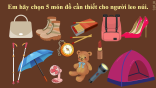 Em hãy chọn 5 món đồ cần thiết cho người leo núi.